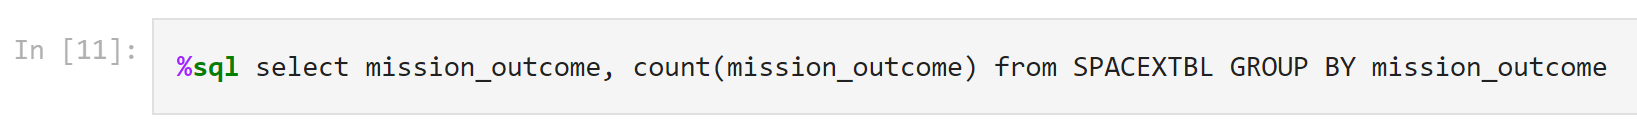 In [11]: %sql select mission_outcome, count(mission_outcome) from SPACEXTBL GROUP BY mission_outcome